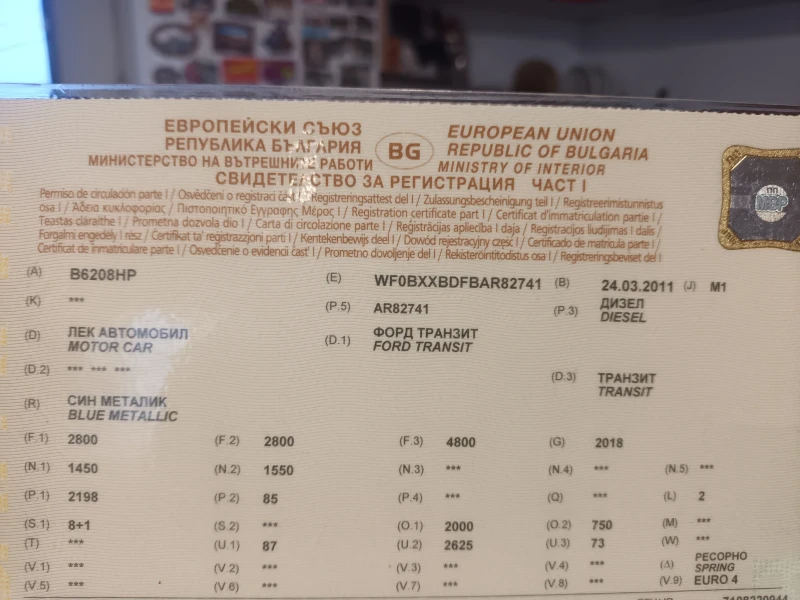 ЕВРОПЕЙСКИ СЪЮЗ
РЕПУБЛИКА БЪЛГАРИЯ
МИНИСТЕРСТВО НА ВЪТРЕШНИТЕ РАБОТИ
BG
EUROPEAN UNION
REPUBLIC OF BULGARIA
MINISTRY OF INTERIOR
СВИДЕТЕЛСТВО ЗА РЕГИСТРАЦИЯ ЧАСТ I
Permiso de circulación parte I / Osvědčení o registraci část I / Registreringsattest del I / Zulassungsbescheinigung teil I / Registreerimistunnistus
osa I / Άδεια κυκλοφορίας / Πιστοποιητικό Εγγραφής Μέρος I / Registration certificate part I / Certificat d'immatriculation partie I /
Teastas cláraithe I / Prometna dozvola dio I / Carta di circolazione parte I / Reģistrācijas apliecība I daļa / Registracijos liudijimas I dalis /
Forgalmi engedély I rész / Ċertifikat ta' reġistrazzjoni parti I / Kentekenbewijs deel I / Dowód rejestracyjny część I / Certificado de matrícula parte I /
Certificat de înmatriculare parte I / Osvedčenie o evidencii časť I / Prometno dovoljenje del I / Rekisteröintitodistus osa I / Registreringsbeviset del I
(A) B6208HP (E) WF0BXXBDFBAR82741 (B) 24.03.2011 (J) M1
(K) *** (P.5) AR82741 (P.3) ДИЗЕЛ
DIESEL
(D) ЛЕК АВТОМОБИЛ (D.1) ФОРД ТРАНЗИТ
MOTOR CAR FORD TRANSIT
(D.2) *** *** *** (D.3) ТРАНЗИТ
TRANSIT
(R) СИН МЕТАЛИК
BLUE METALLIC
(F.1) 2800 (F.2) 2800 (F.3) 4800 (G) 2018
(N.1) 1450 (N.2) 1550 (N.3) *** (N.4) *** (N.5) ***
(P.1) 2198 (P.2) 85 (P.4) *** (Q) *** (L) 2
(S.1) 8+1 (S.2) *** (O.1) 2000 (O.2) 750 (M) ***
(T) *** (U.1) 87 (U.2) 2625 (U.3) 73 (W) ***
(V.1) *** (V.2) *** (V.3) *** (V.4) *** (Δ) РЕСОРНО
SPRING
(V.5) *** (V.6) *** (V.7) *** (V.8) *** (V.9) EURO 4